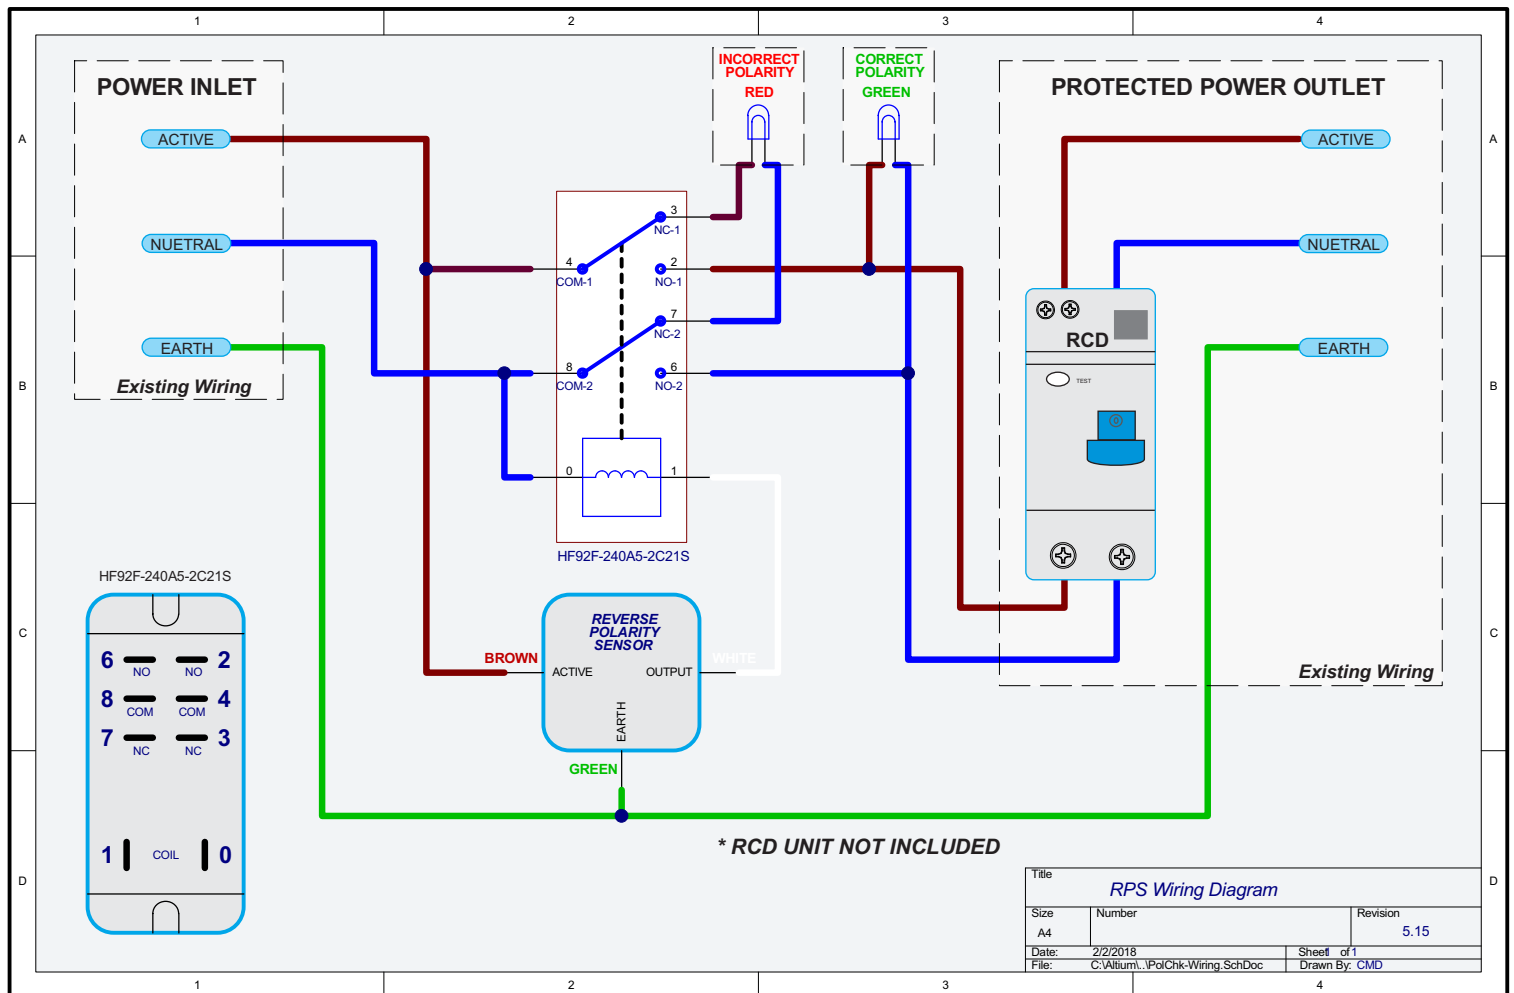 1
2
3
4
A
B
C
D
POWER INLET
ACTIVE
NUETRAL
EARTH
Existing Wiring
INCORRECT
POLARITY
RED
CORRECT
POLARITY
GREEN
PROTECTED POWER OUTLET
ACTIVE
NUETRAL
EARTH
RCD
TEST
Existing Wiring
3
NC-1
4
COM-1
2
NO-1
7
NC-2
8
COM-2
6
NO-2
0
1
HF92F-240A5-2C21S
REVERSE
POLARITY
SENSOR
BROWN
ACTIVE
OUTPUT
WHITE
EARTH
GREEN
HF92F-240A5-2C21S
6 2
NO NO
8 4
COM COM
7 3
NC NC
1 COIL 0
* RCD UNIT NOT INCLUDED
Title
RPS Wiring Diagram
Size Number Revision
A4 5.15
Date: 2/2/2018 Sheet1 of1
File: C:\Altium\..\PolChk-Wiring.SchDoc Drawn By: CMD
A
B
C
D
1
2
3
4